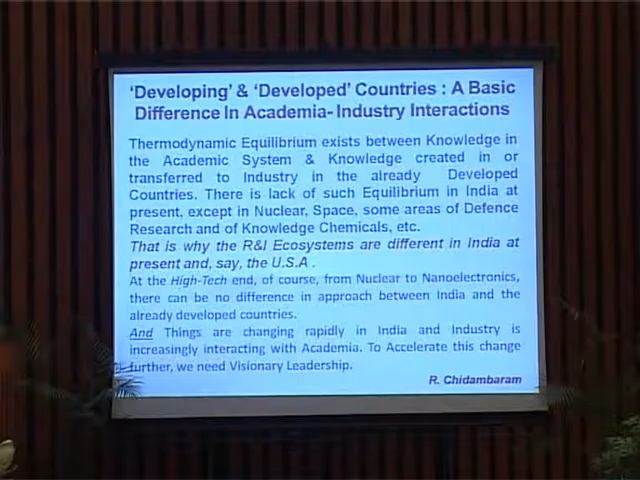 ‘Developing’ & ‘Developed’ Countries : A Basic
Difference In Academia- Industry Interactions
Thermodynamic Equilibrium exists between Knowledge in
the Academic System & Knowledge created in or
transferred to Industry in the already Developed
Countries. There is lack of such Equilibrium in India at
present, except in Nuclear, Space, some areas of Defence
Research and of Knowledge Chemicals, etc.
That is why the R&I Ecosystems are different in India at
present and, say, the U.S.A .
At the High-Tech end, of course, from Nuclear to Nanoelectronics,
there can be no difference in approach between India and the
already developed countries.
And Things are changing rapidly in India and Industry is
increasingly interacting with Academia. To Accelerate this change
further, we need Visionary Leadership.
R. Chidambaram